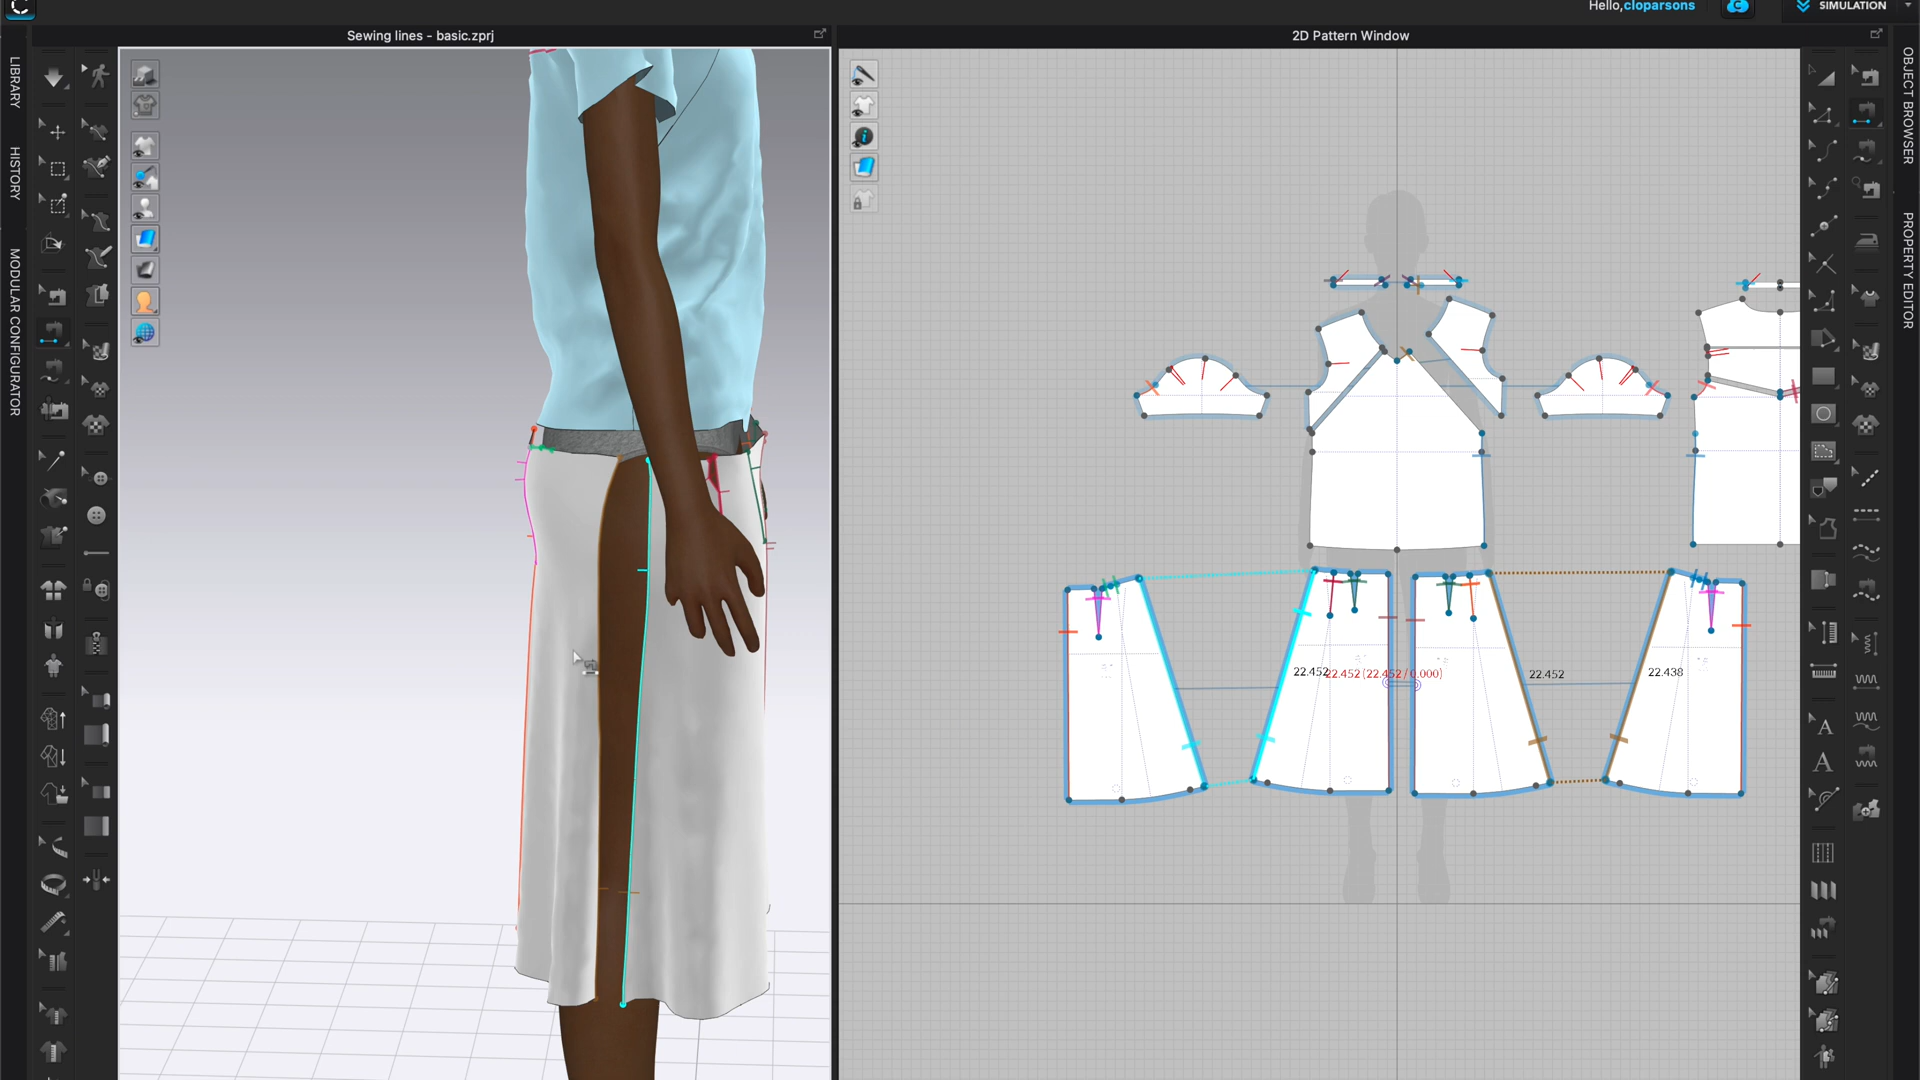 Hello,cloparsons
SIMULATION
Sewing lines - basic.zprj
2D Pattern Window
LIBRARY
HISTORY
MODULAR CONFIGURATOR
OBJECT BROWSER
PROPERTY EDITOR
22.452
22.452 (22.452 / 0.000)
22.452
22.438